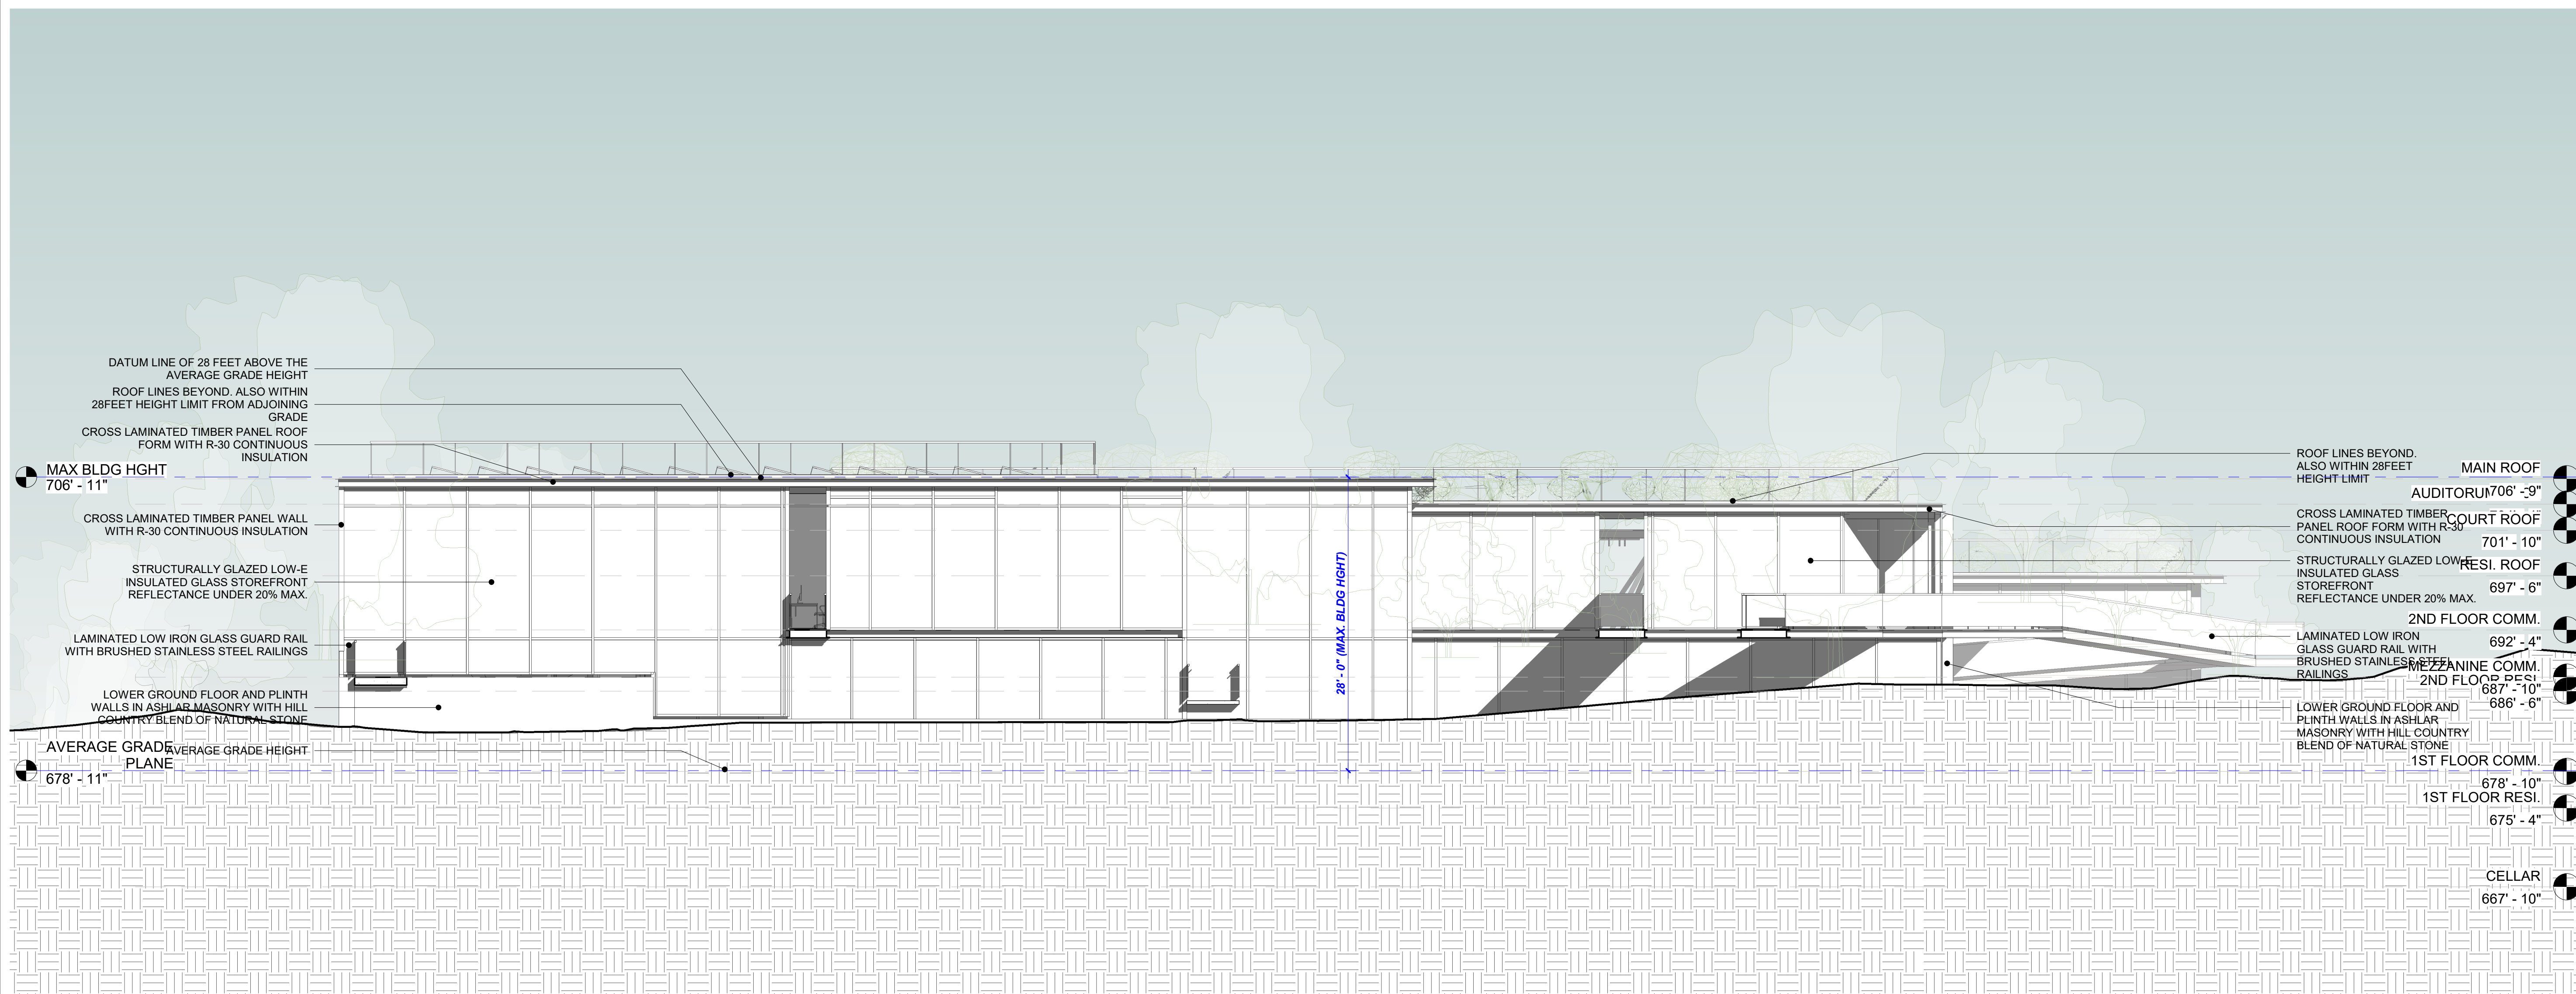 DATUM LINE OF 28 FEET ABOVE THE
AVERAGE GRADE HEIGHT
ROOF LINES BEYOND. ALSO WITHIN
28FEET HEIGHT LIMIT FROM ADJOINING
GRADE
CROSS LAMINATED TIMBER PANEL ROOF
FORM WITH R-30 CONTINUOUS
INSULATION
MAX BLDG HGHT
706' - 11"
CROSS LAMINATED TIMBER PANEL WALL
WITH R-30 CONTINUOUS INSULATION
STRUCTURALLY GLAZED LOW-E
INSULATED GLASS STOREFRONT
REFLECTANCE UNDER 20% MAX.
LAMINATED LOW IRON GLASS GUARD RAIL
WITH BRUSHED STAINLESS STEEL RAILINGS
LOWER GROUND FLOOR AND PLINTH
WALLS IN ASHLAR MASONRY WITH HILL
COUNTRY BLEND OF NATURAL STONE
AVERAGE GRADE
PLANE
678' - 11"
AVERAGE GRADE HEIGHT
28' - 0" (MAX. BLDG HGHT)
ROOF LINES BEYOND.
ALSO WITHIN 28FEET
HEIGHT LIMIT
CROSS LAMINATED TIMBER
PANEL ROOF FORM WITH R-30
CONTINUOUS INSULATION
STRUCTURALLY GLAZED LOW-E
INSULATED GLASS
STOREFRONT
REFLECTANCE UNDER 20% MAX.
LAMINATED LOW IRON
GLASS GUARD RAIL WITH
BRUSHED STAINLESS STEEL
RAILINGS
LOWER GROUND FLOOR AND
PLINTH WALLS IN ASHLAR
MASONRY WITH HILL COUNTRY
BLEND OF NATURAL STONE
MAIN ROOF
706' - 9"
COURT ROOF
701' - 10"
RESI. ROOF
697' - 6"
2ND FLOOR COMM.
692' - 4"
MEZZANINE COMM.
687' - 10"
2ND FLOOR RESI.
686' - 6"
1ST FLOOR COMM.
678' - 10"
1ST FLOOR RESI.
675' - 4"
CELLAR
667' - 10"